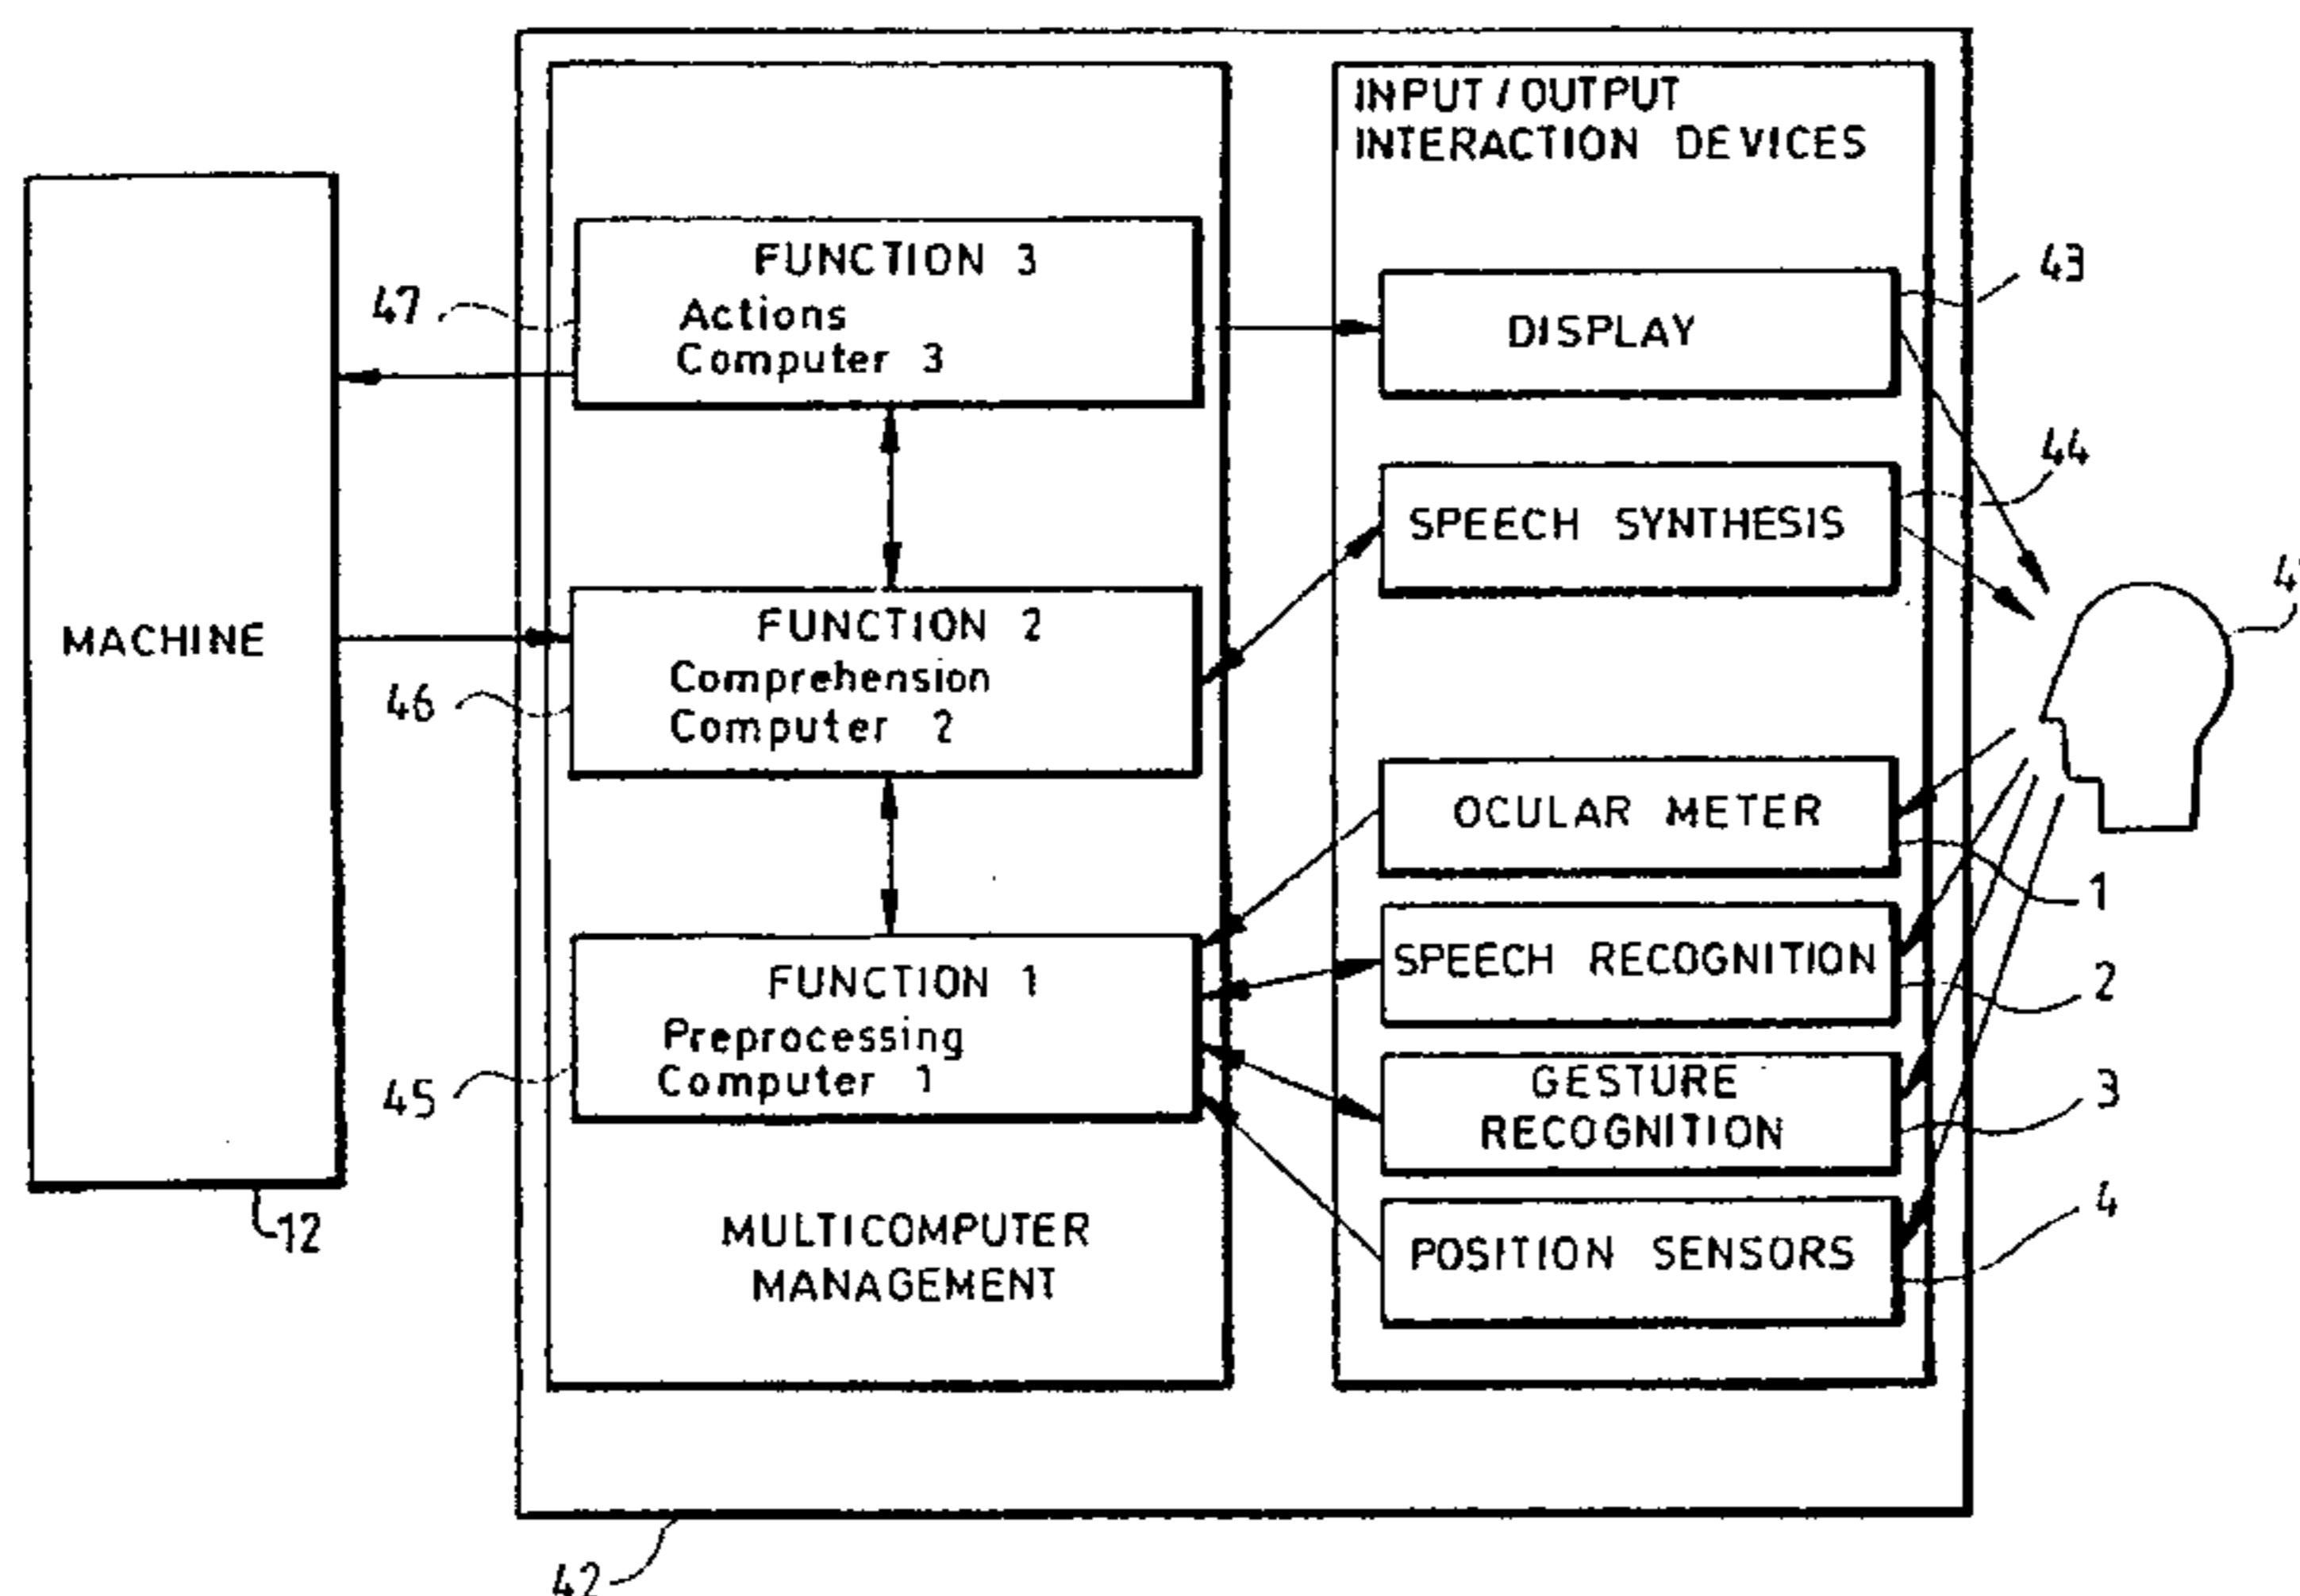 INPUT / OUTPUT
INTERACTION DEVICES
FUNCTION 3
Actions
Computer 3
47
DISPLAY
43
SPEECH SYNTHESIS
44
MACHINE
12
FUNCTION 2
Comprehension
Computer 2
46
OCULAR METER
1
SPEECH RECOGNITION
2
FUNCTION 1
Preprocessing
Computer 1
45
GESTURE
RECOGNITION
3
POSITION SENSORS
4
MULTICOMPUTER
MANAGEMENT
42